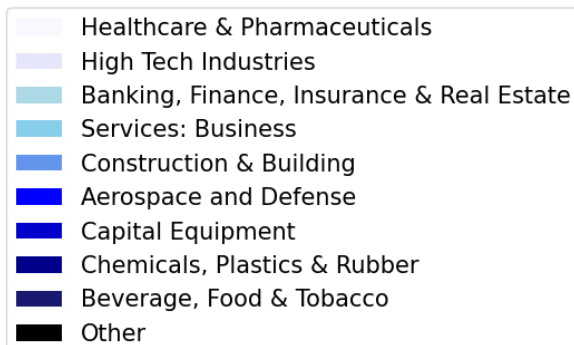 Healthcare & Pharmaceuticals
High Tech Industries
Banking, Finance, Insurance & Real Estate
Services: Business
Construction & Building
Aerospace and Defense
Capital Equipment
Chemicals, Plastics & Rubber
Beverage, Food & Tobacco
Other